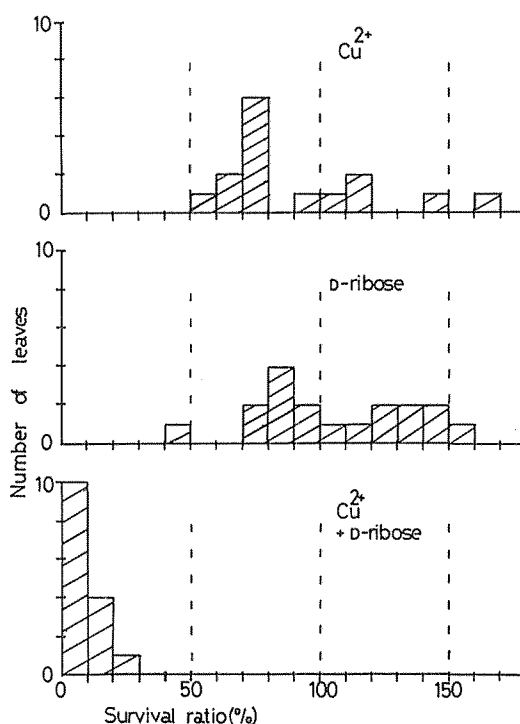 10
Cu2+
0
10
D-ribose
0
10
Cu2+
+ D-ribose
0
Number of leaves
0 50 100 150
Survival ratio(%)